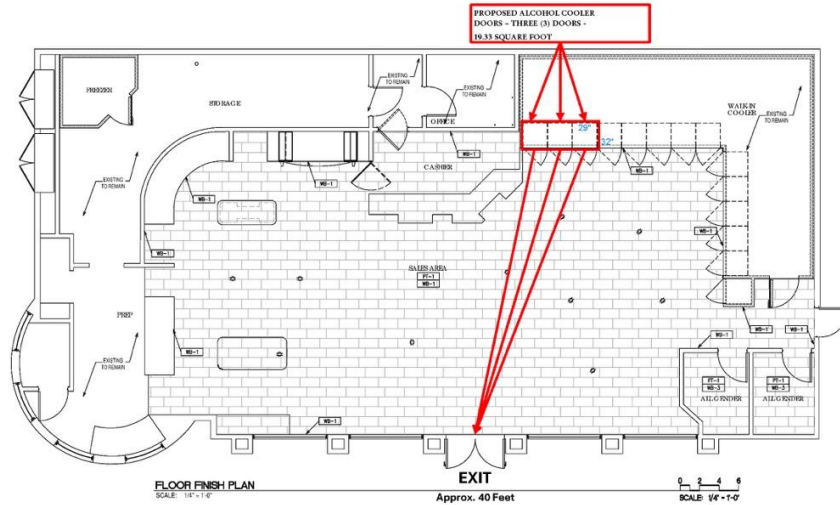 PROPOSED ALCOHOL COOLER
DOORS - THREE (3) DOORS -
19.33 SQUARE FOOT
FREEZER
STORAGE
EXISTING
TO REMAIN
EXISTING
TO REMAIN
OFFICE
WB-1
29"
32"
WALK-IN
COOLER
EXISTING
TO REMAIN
CASHIER
WB-1
EXISTING
TO REMAIN
WB-1
WB-1
WB-1
WB-1
SALES AREA
PT-1
WB-1
PREP
WB-1
EXISTING
TO REMAIN
WB-1
WB-1
WB-1
PT-1
WB-3
ALL GENDER
PT-1
WB-3
ALL GENDER
WB-1
EXIT
Approx. 40 Feet
FLOOR FINISH PLAN
SCALE: 1/4" = 1'-0"
0 2 4 6
SCALE: 1/4" = 1'-0"